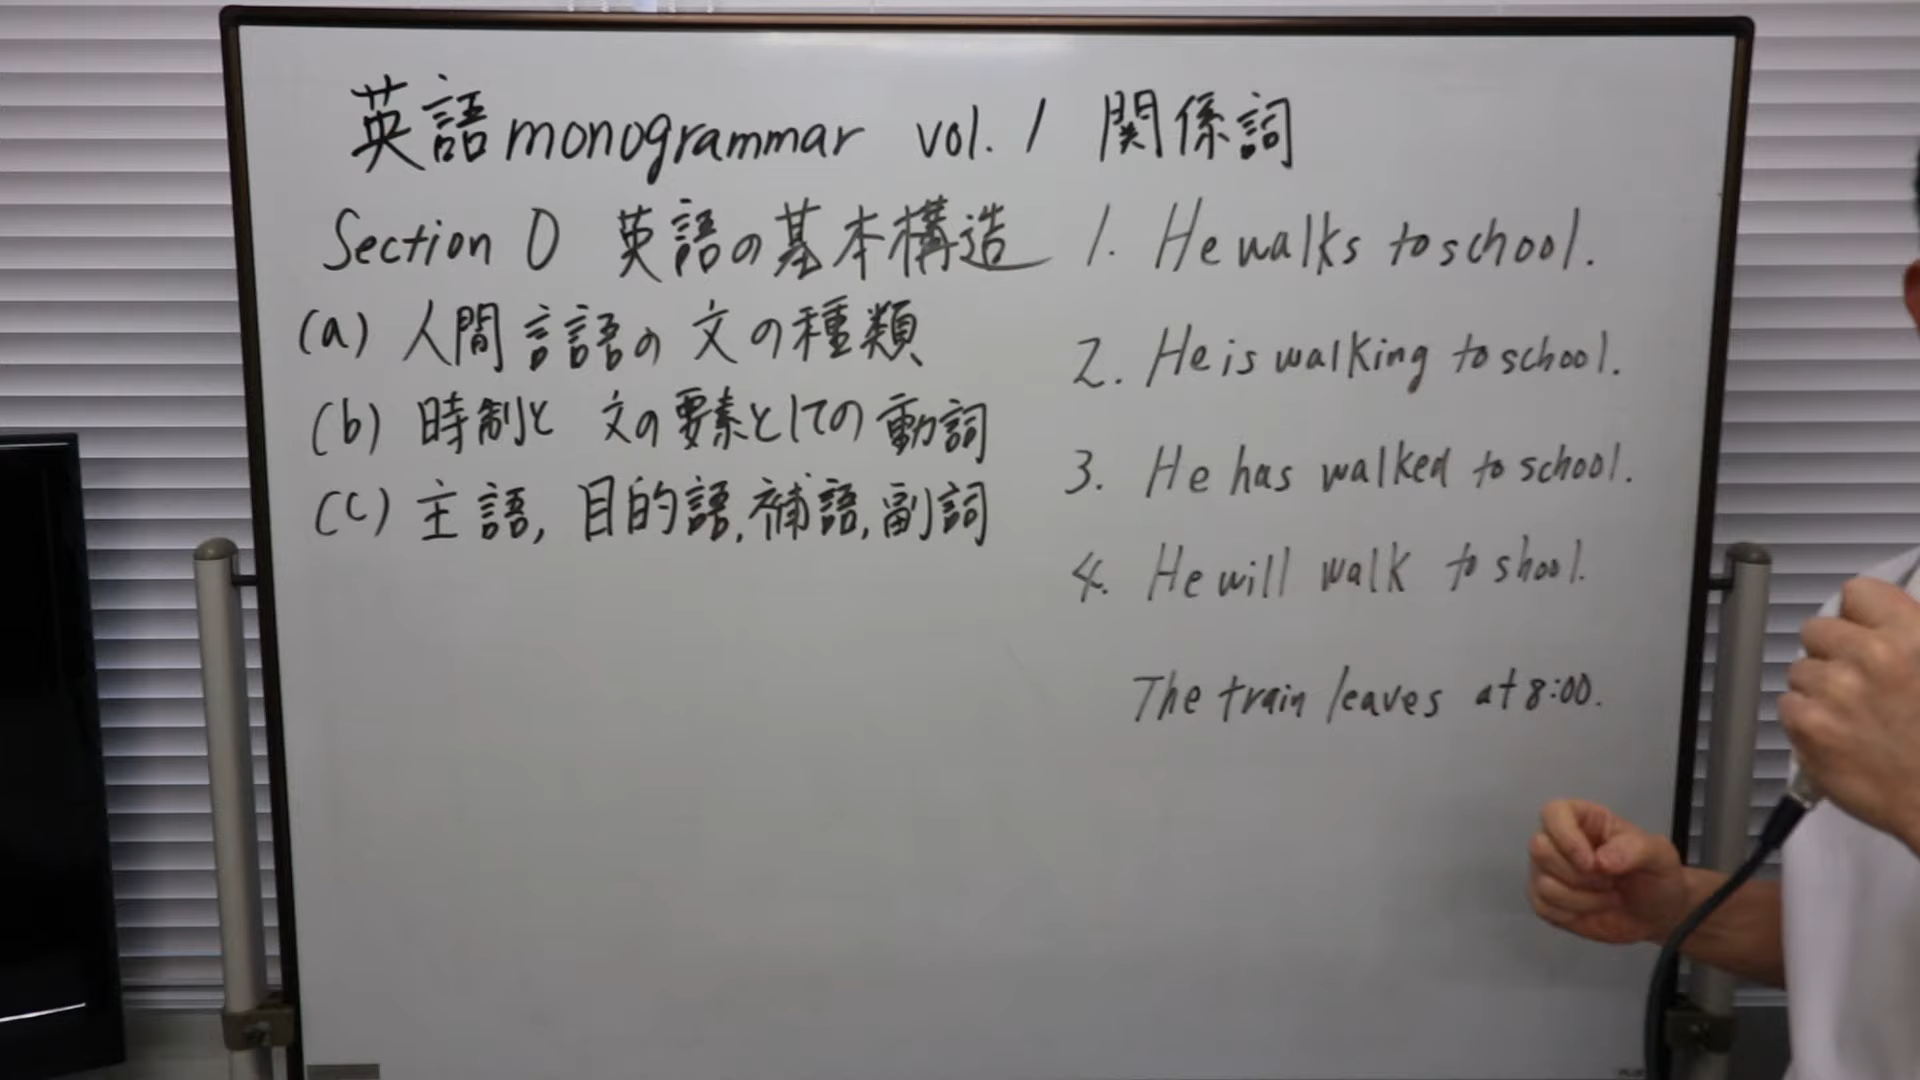 英語monogrammar vol.1 関係詞
Section 0 英語の基本構造
(a) 人間言語の文の種類
(b) 時制と文の要素としての動詞
(c) 主語,目的語,補語,副詞
1. He walks to school.
2. He is walking to school.
3. He has walked to school.
4. He will walk to shool.
The train leaves at 8:00.